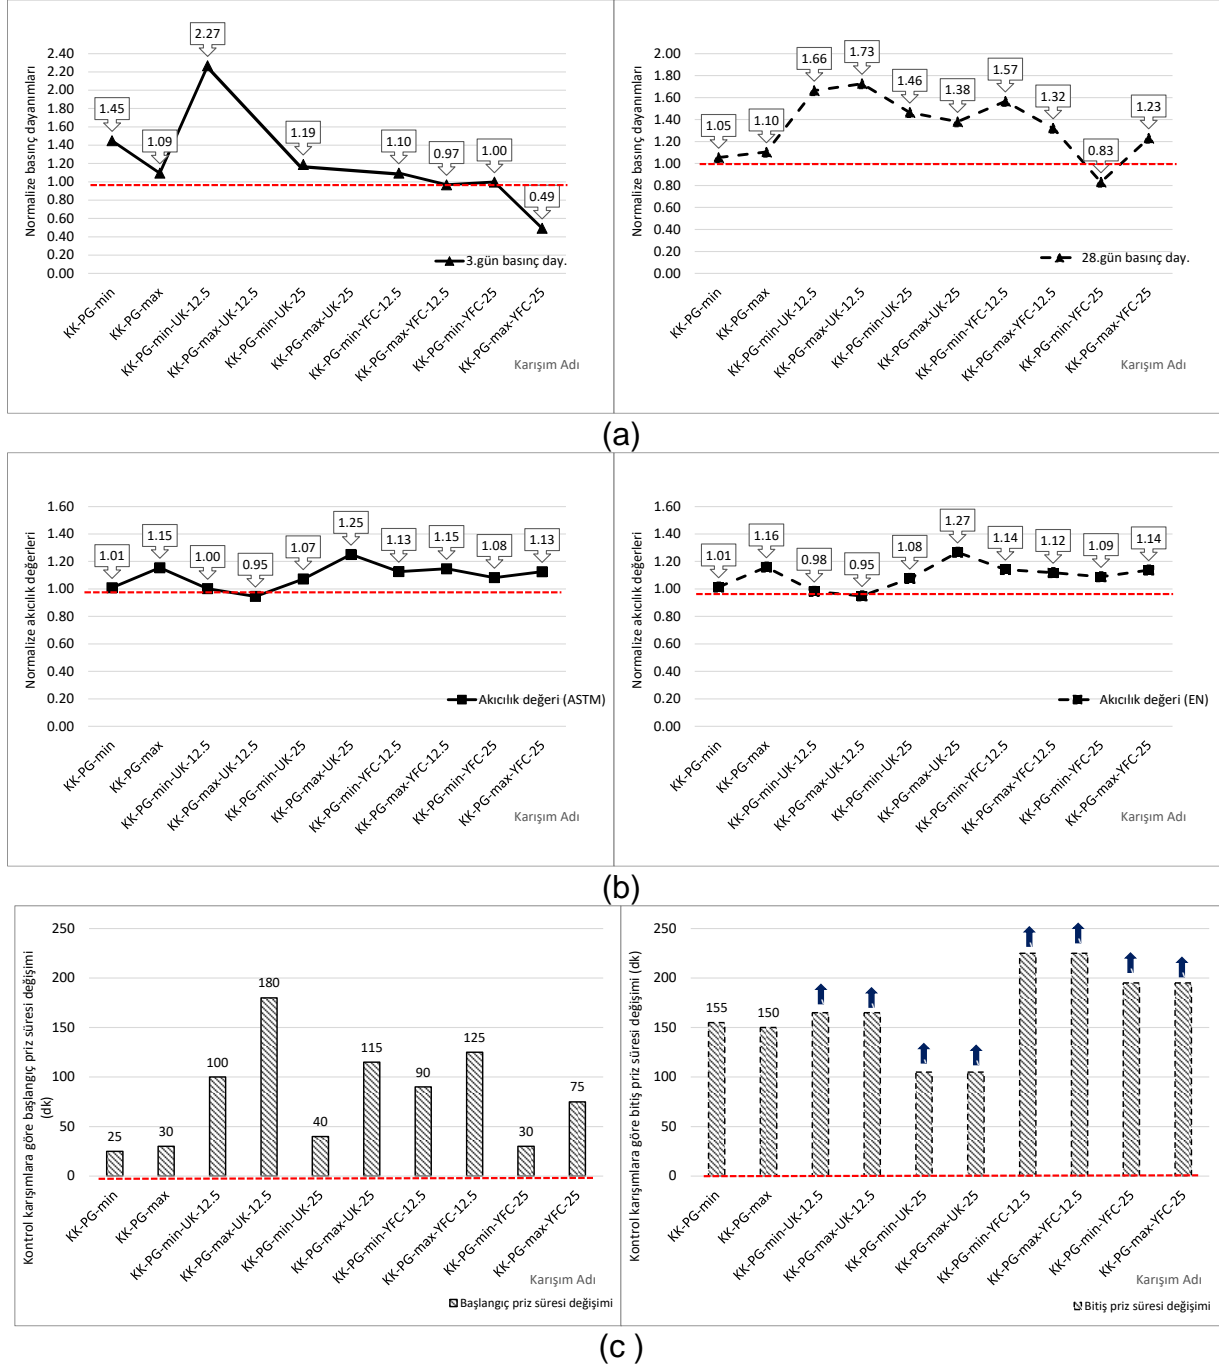 Normalize basınç dayanımları
2.40
2.20
2.00
1.80
1.60
1.40
1.20
1.00
0.80
0.60
0.40
0.20
0.00
1.45
1.09
2.27
1.19
1.10
0.97
1.00
0.49
3.gün basınç day.
KK-PG-min
KK-PG-max
KK-PG-min-UK-12.5
KK-PG-max-UK-12.5
KK-PG-min-UK-25
KK-PG-max-UK-25
KK-PG-min-YFC-12.5
KK-PG-max-YFC-12.5
KK-PG-min-YFC-25
KK-PG-max-YFC-25
Karışım Adı
Normalize basınç dayanımları
2.00
1.80
1.60
1.40
1.20
1.00
0.80
0.60
0.40
0.20
0.00
1.05
1.10
1.66
1.73
1.46
1.38
1.57
1.32
0.83
1.23
28.gün basınç day.
KK-PG-min
KK-PG-max
KK-PG-min-UK-12.5
KK-PG-max-UK-12.5
KK-PG-min-UK-25
KK-PG-max-UK-25
KK-PG-min-YFC-12.5
KK-PG-max-YFC-12.5
KK-PG-min-YFC-25
KK-PG-max-YFC-25
Karışım Adı
(a)
Normalize akıcılık değerleri
1.60
1.40
1.20
1.00
0.80
0.60
0.40
0.20
0.00
1.01
1.15
1.00
0.95
1.07
1.25
1.13
1.15
1.08
1.13
Akıcılık değeri (ASTM)
KK-PG-min
KK-PG-max
KK-PG-min-UK-12.5
KK-PG-max-UK-12.5
KK-PG-min-UK-25
KK-PG-max-UK-25
KK-PG-min-YFC-12.5
KK-PG-max-YFC-12.5
KK-PG-min-YFC-25
KK-PG-max-YFC-25
Karışım Adı
Normalize akıcılık değerleri
1.60
1.40
1.20
1.00
0.80
0.60
0.40
0.20
0.00
1.01
1.16
0.98
0.95
1.08
1.27
1.14
1.12
1.09
1.14
Akıcılık değeri (EN)
KK-PG-min
KK-PG-max
KK-PG-min-UK-12.5
KK-PG-max-UK-12.5
KK-PG-min-UK-25
KK-PG-max-UK-25
KK-PG-min-YFC-12.5
KK-PG-max-YFC-12.5
KK-PG-min-YFC-25
KK-PG-max-YFC-25
Karışım Adı
(b)
Kontrol karışımlara göre başlangıç priz süresi değişimi
(dk)
250
200
150
100
50
0
25
30
100
180
40
115
90
125
30
75
KK-PG-min
KK-PG-max
KK-PG-min-UK-12.5
KK-PG-max-UK-12.5
KK-PG-min-UK-25
KK-PG-max-UK-25
KK-PG-min-YFC-12.5
KK-PG-max-YFC-12.5
KK-PG-min-YFC-25
KK-PG-max-YFC-25
Karışım Adı
Başlangıç priz süresi değişimi
Kontrol karışımlara göre bitiş priz süresi değişimi (dk)
250
200
150
100
50
0
155
150
KK-PG-min
KK-PG-max
KK-PG-min-UK-12.5
KK-PG-max-UK-12.5
KK-PG-min-UK-25
KK-PG-max-UK-25
KK-PG-min-YFC-12.5
KK-PG-max-YFC-12.5
KK-PG-min-YFC-25
KK-PG-max-YFC-25
Karışım Adı
Bitiş priz süresi değişimi
(c )